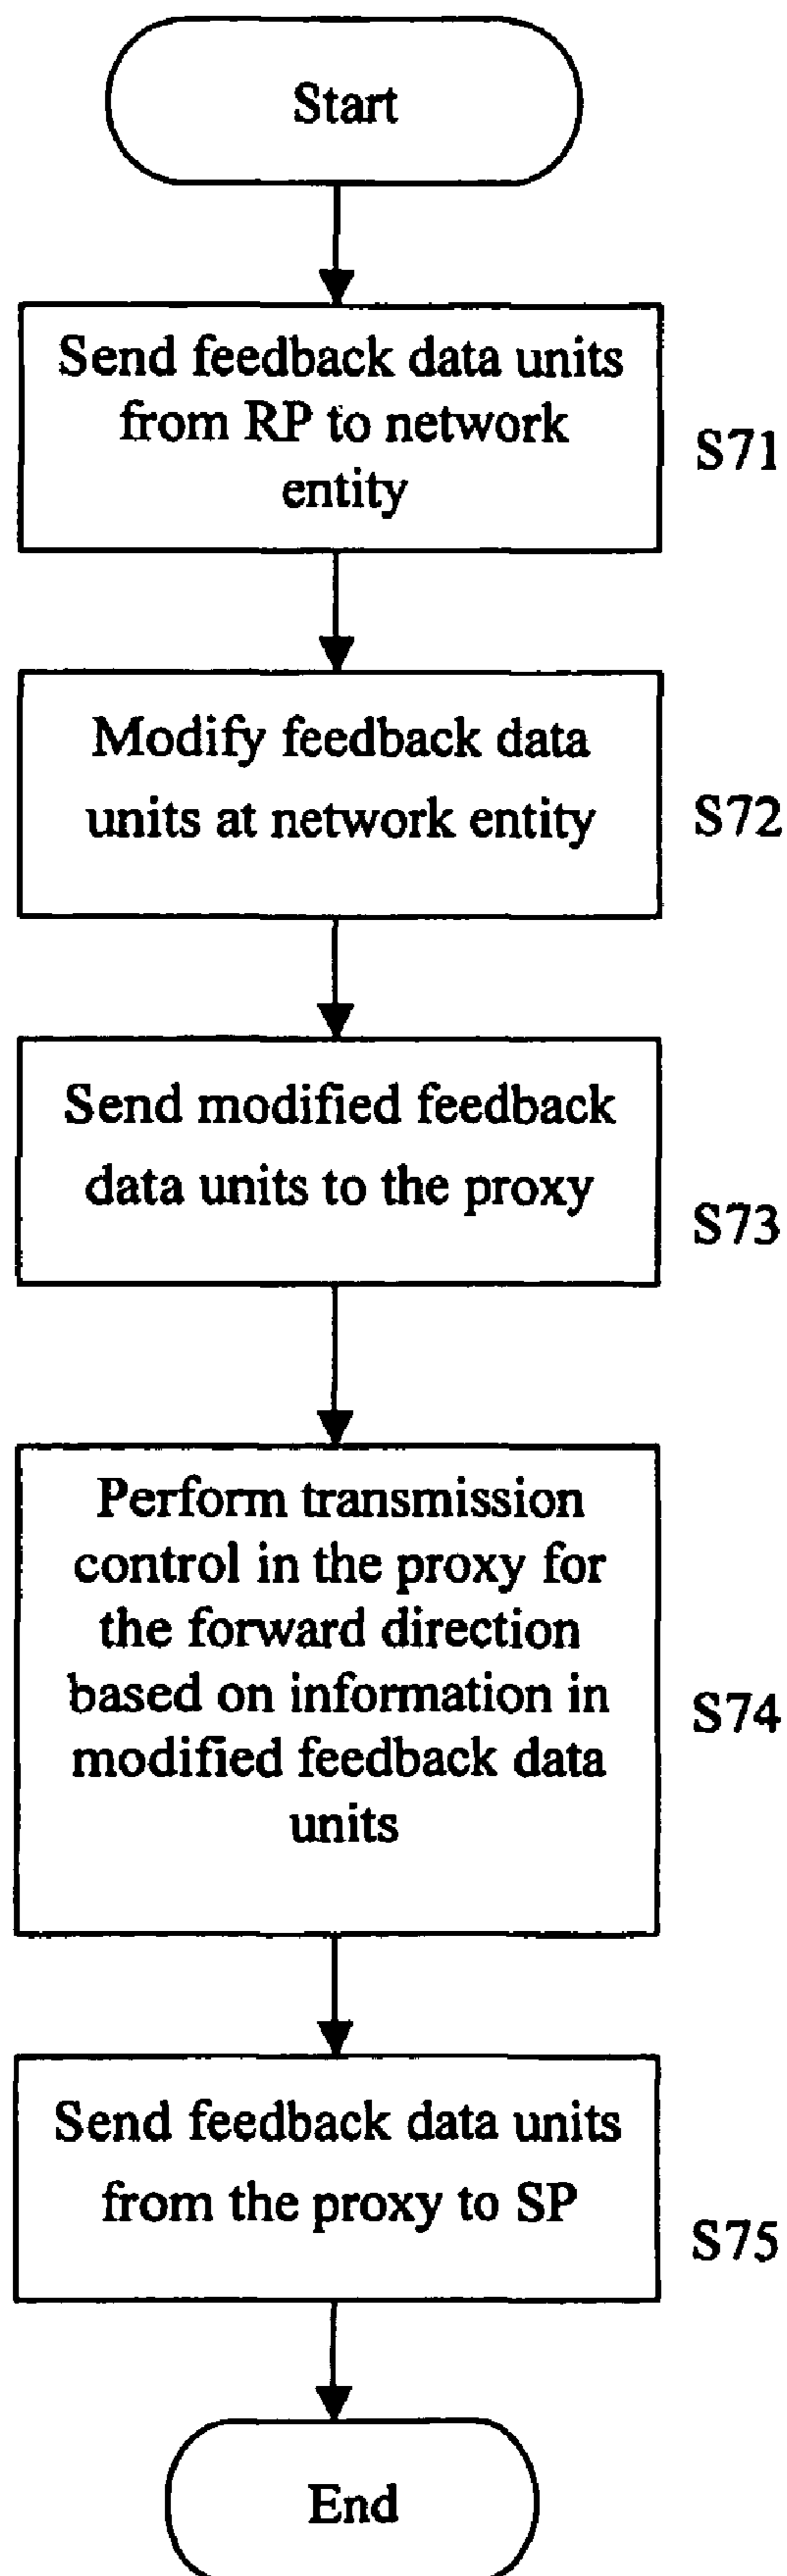 Start
Send feedback data units
from RP to network
entity
S71
Modify feedback data
units at network entity
S72
Send modified feedback
data units to the proxy
S73
Perform transmission
control in the proxy for
the forward direction
based on information in
modified feedback data
units
S74
Send feedback data units
from the proxy to SP
S75
End